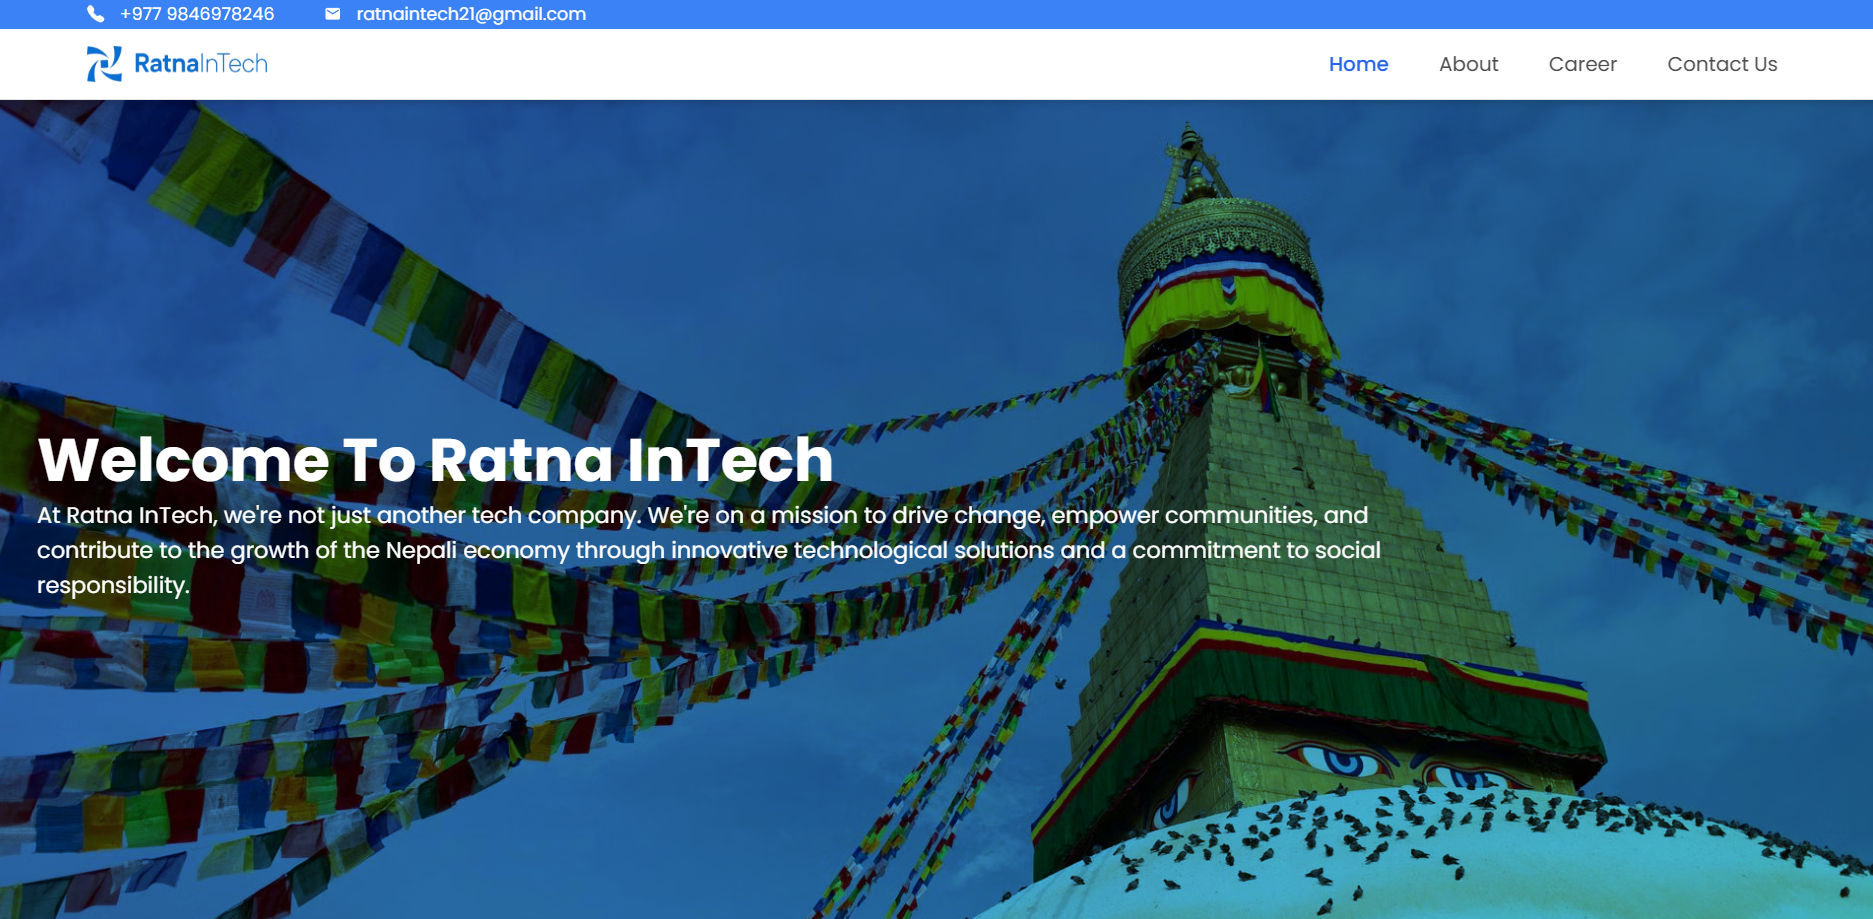 +977 9846978246
ratnaintech21@gmail.com
RatnaInTech
Home
About
Career
Contact Us
Welcome To Ratna InTech
At Ratna InTech, we're not just another tech company. We're on a mission to drive change, empower communities, and
contribute to the growth of the Nepali economy through innovative technological solutions and a commitment to social
responsibility.